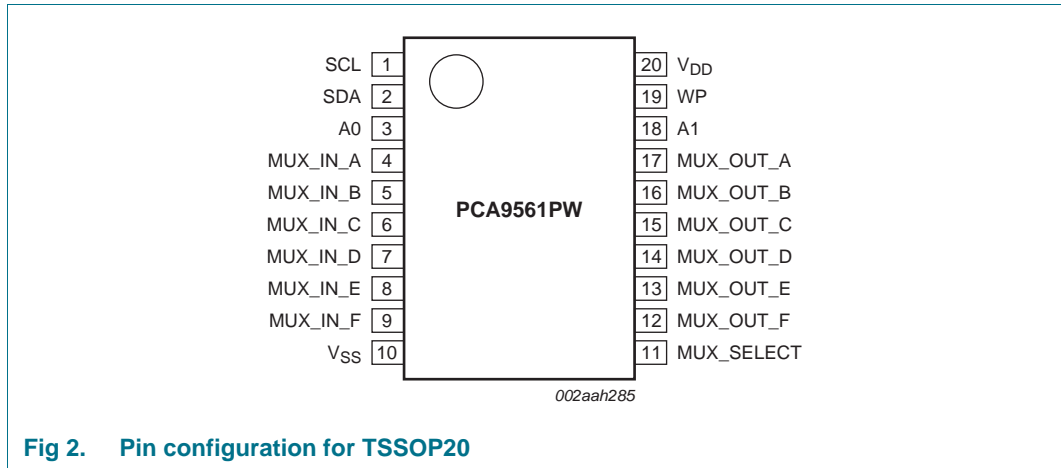 SCL 1 20 VDD
SDA 2 19 WP
A0 3 18 A1
MUX_IN_A 4 17 MUX_OUT_A
MUX_IN_B 5 16 MUX_OUT_B
PCA9561PW
MUX_IN_C 6 15 MUX_OUT_C
MUX_IN_D 7 14 MUX_OUT_D
MUX_IN_E 8 13 MUX_OUT_E
MUX_IN_F 9 12 MUX_OUT_F
VSS 10 11 MUX_SELECT
002aah285
Fig 2. Pin configuration for TSSOP20